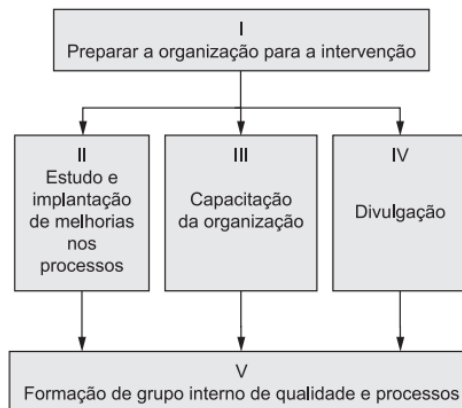 I
Preparar a organização para a intervenção
II
Estudo e
implantação
de melhorias
nos
processos
III
Capacitação
da organização
IV
Divulgação
V
Formação de grupo interno de qualidade e processos